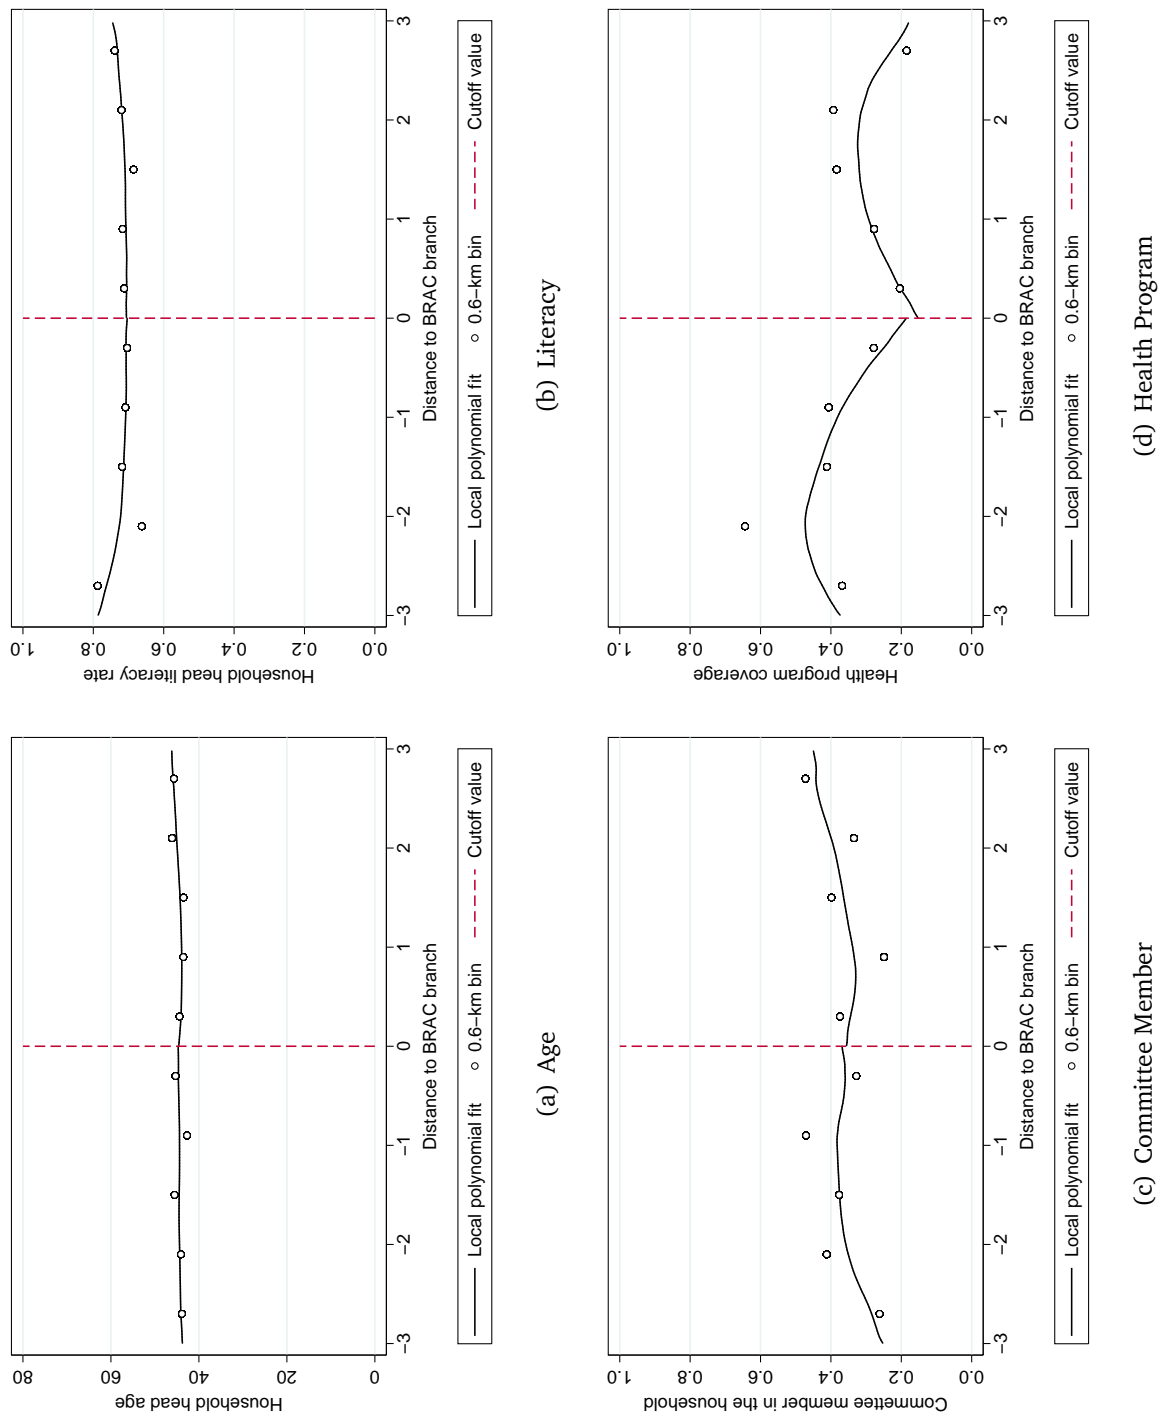 Household head age
80
60
40
20
0
−3 −2 −1 0 1 2 3
Distance to BRAC branch
Local polynomial fit 0.6−km bin Cutoff value
(a) Age
Household head literacy rate
1.0
0.8
0.6
0.4
0.2
0.0
−3 −2 −1 0 1 2 3
Distance to BRAC branch
Local polynomial fit 0.6−km bin Cutoff value
(b) Literacy
Committee member in the household
1.0
0.8
0.6
0.4
0.2
0.0
−3 −2 −1 0 1 2 3
Distance to BRAC branch
Local polynomial fit 0.6−km bin Cutoff value
(c) Committee Member
Health program coverage
1.0
0.8
0.6
0.4
0.2
0.0
−3 −2 −1 0 1 2 3
Distance to BRAC branch
Local polynomial fit 0.6−km bin Cutoff value
(d) Health Program